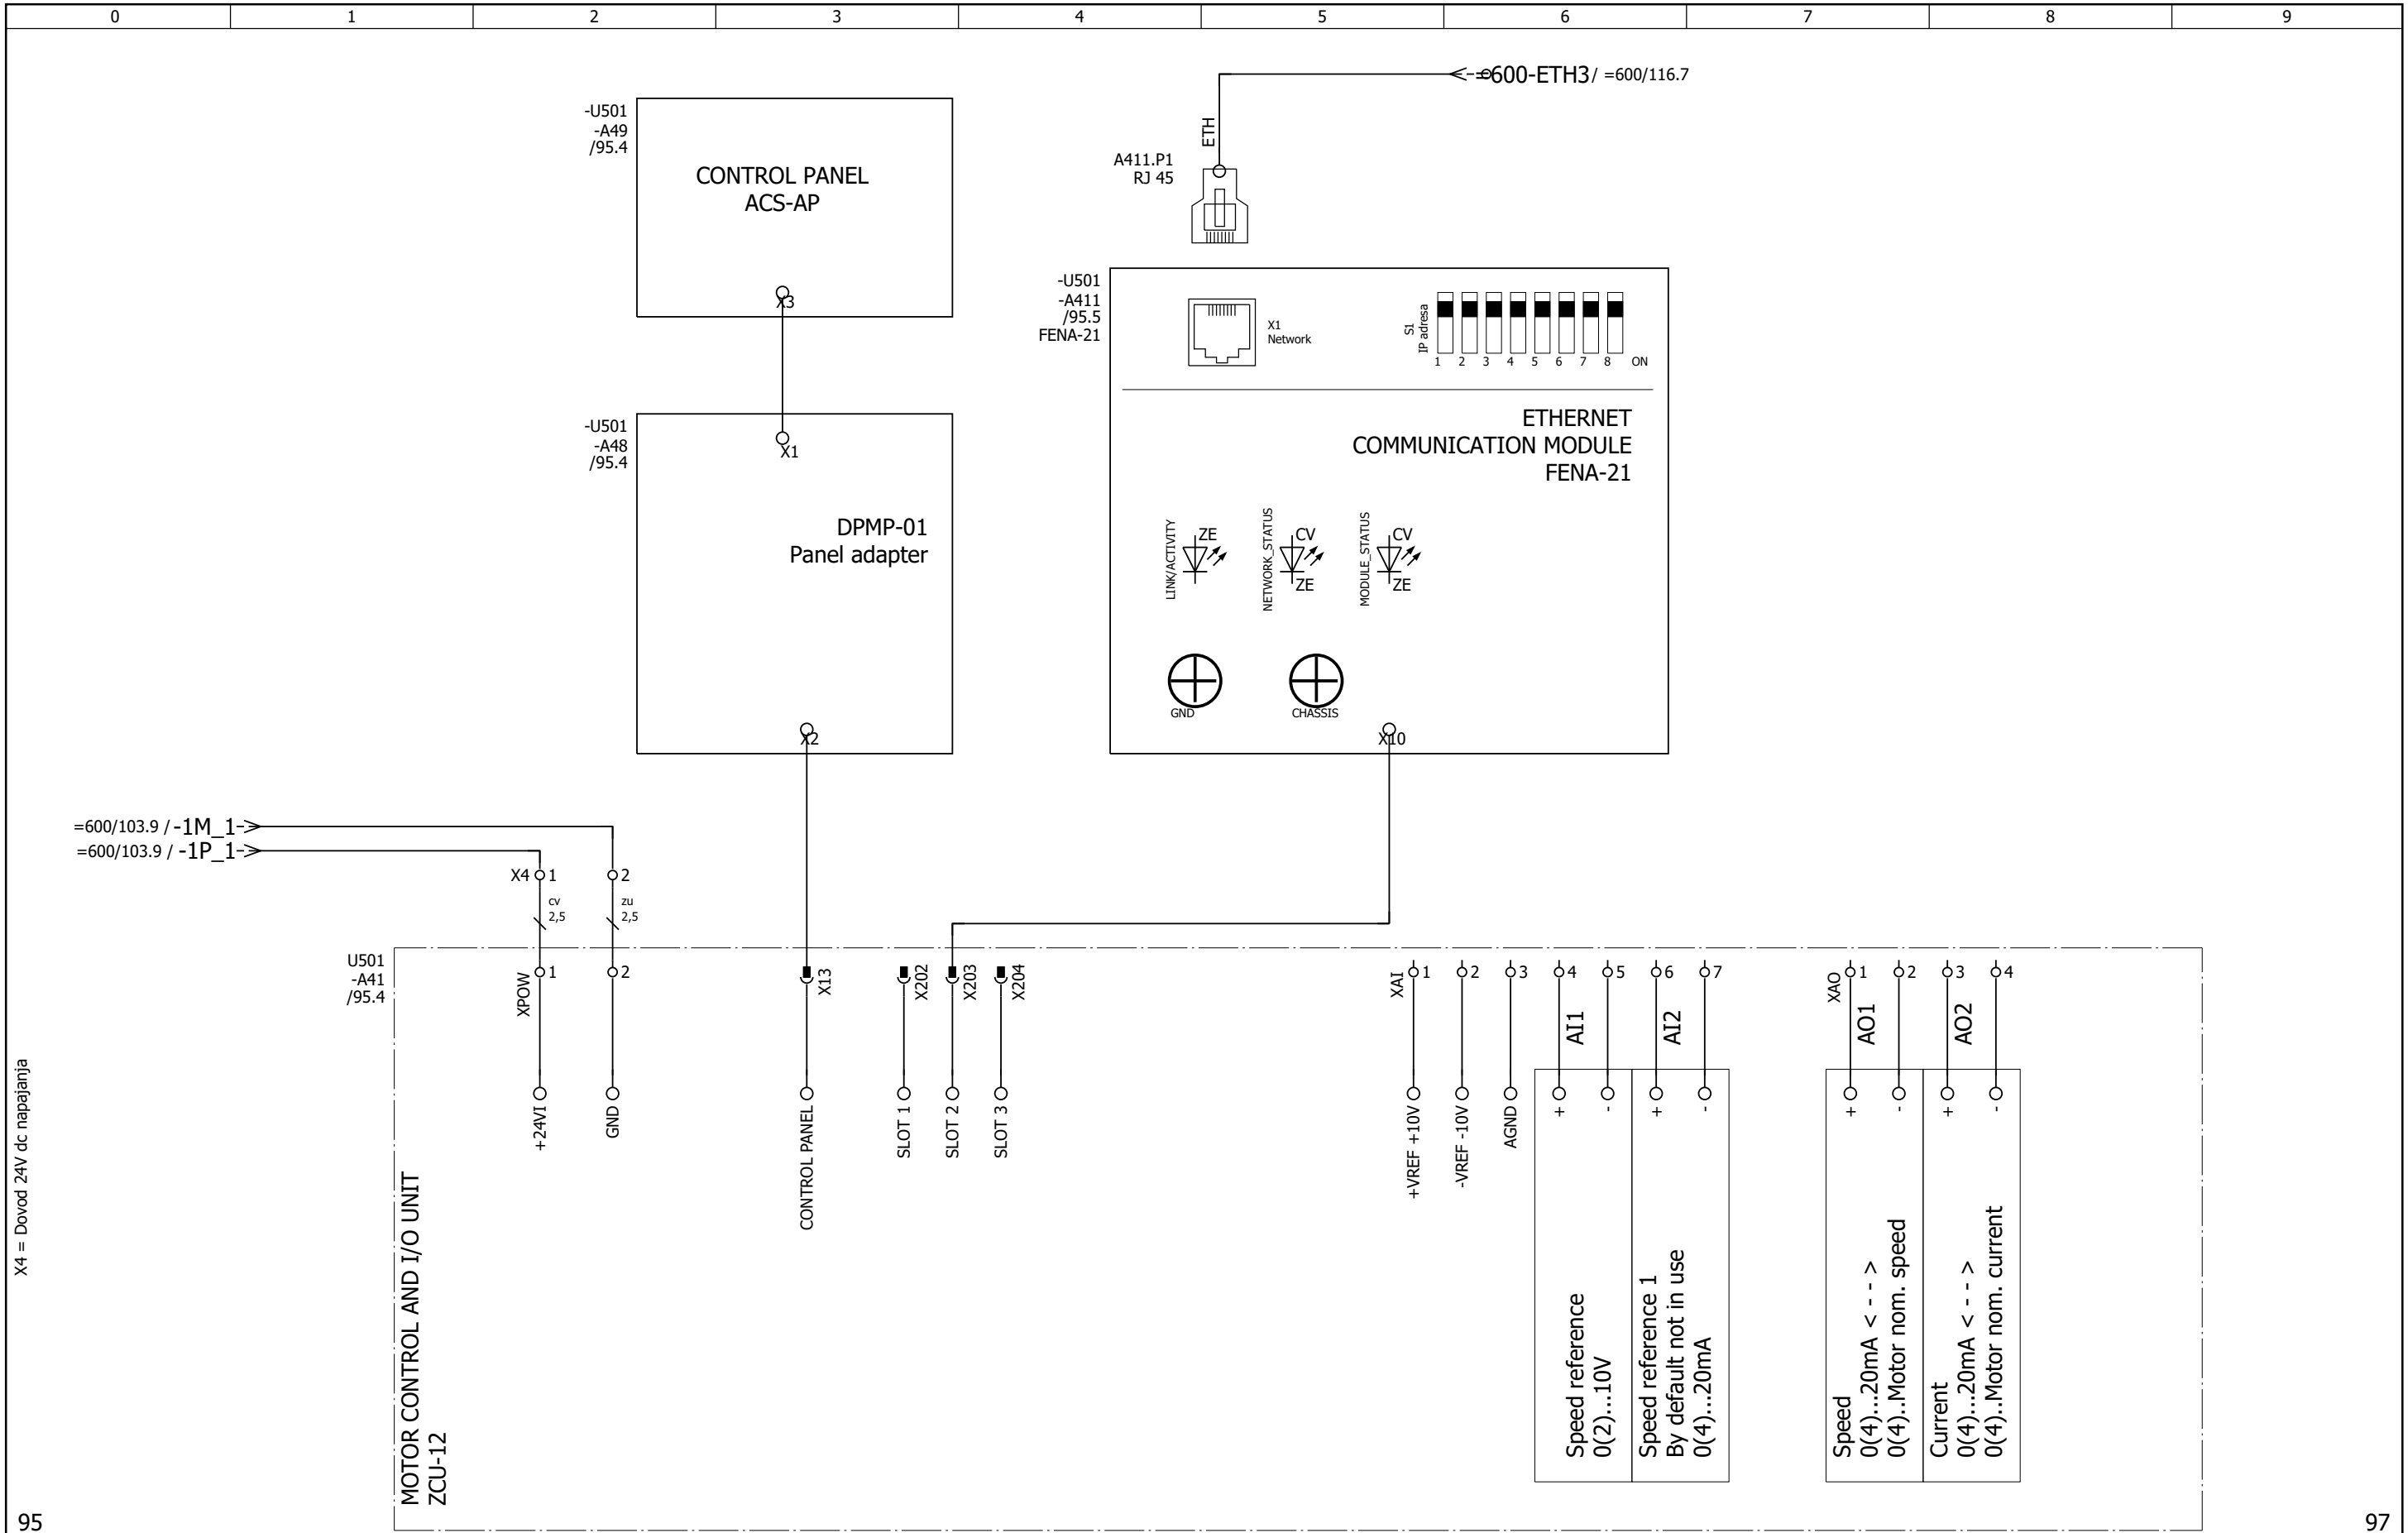 0 1 2 3 4 5 6 7 8 9
=600-ETH3/ =600/116.7
-U501
-A49
/95.4
CONTROL PANEL
ACS-AP
X3
ETH
A411.P1
RJ 45
-U501
-A411
/95.5
FENA-21
X1
Network
S1
IP adresa
1 2 3 4 5 6 7 8 ON
ETHERNET
COMMUNICATION MODULE
FENA-21
-U501
-A48
/95.4
X1
DPMP-01
Panel adapter
X2
LINK/ACTIVITY
ZE
NETWORK_STATUS
CV
ZE
MODULE_STATUS
CV
ZE
GND
CHASSIS
X10
=600/103.9 / -1M_1
=600/103.9 / -1P_1
X4 1 2
cv
2,5
zu
2,5
U501
-A41
/95.4
XPOW 1 2
X13
X202
X203
X204
XAI 1 2 3 4 5 6 7
AI1
AI2
XAO 1 2 3 4
AO1
AO2
+24VI
GND
CONTROL PANEL
SLOT 1
SLOT 2
SLOT 3
+VREF +10V
-VREF -10V
AGND
+ - + -
+ - + -
Speed reference
0(2)...10V
Speed reference 1
By default not in use
0(4)...20mA
Speed
0(4)...20mA < - - >
0(4)..Motor nom. speed
Current
0(4)...20mA < - - >
0(4)..Motor nom. current
MOTOR CONTROL AND I/O UNIT
ZCU-12
X4 = Dovod 24V dc napajanja
95
97